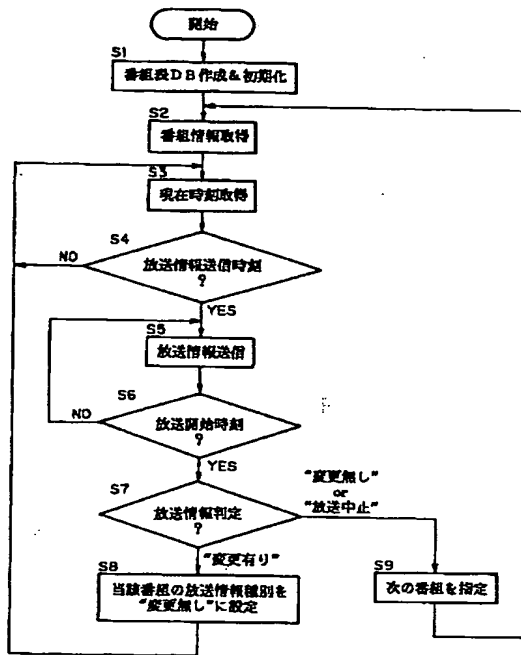 開始
S1
番組表DB作成&初期化
S2
番組情報取得
S3
現在時刻取得
S4
放送情報送信時刻
?
NO
YES
S5
放送情報送信
S6
放送開始時刻
?
NO
YES
S7
放送情報判定
?
“変更無し”
or
“放送中止”
“変更有り”
S8
当該番組の放送情報種別を
“変更無し”に設定
S9
次の番組を指定